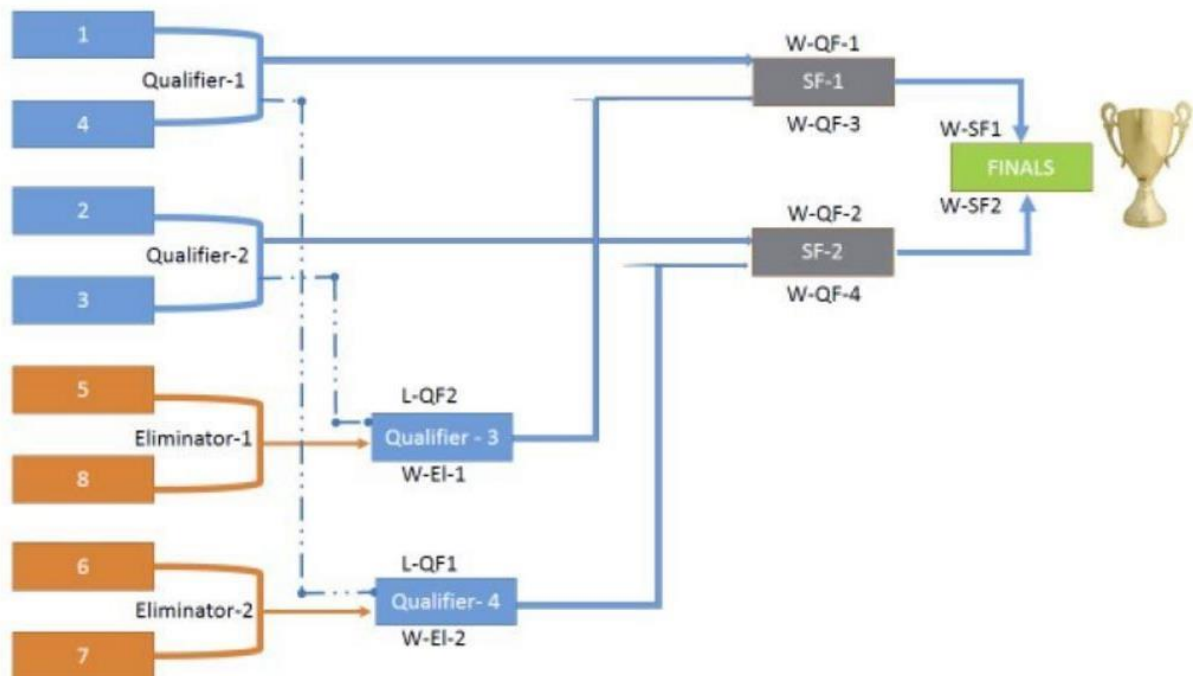 1
Qualifier-1
4
2
Qualifier-2
3
5
Eliminator-1
8
6
Eliminator-2
7
L-QF2
Qualifier - 3
W-El-1
L-QF1
Qualifier- 4
W-El-2
W-QF-1
SF-1
W-QF-3
W-QF-2
SF-2
W-QF-4
W-SF1
FINALS
W-SF2